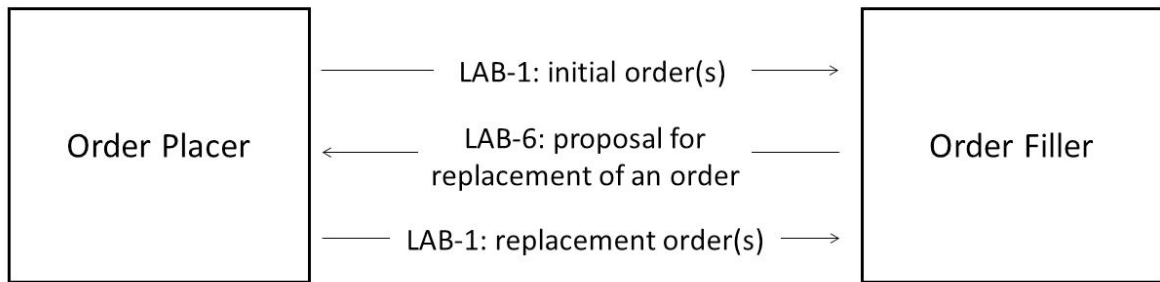 LAB-1: initial order(s)
Order Placer
LAB-6: proposal for
replacement of an order
Order Filler
LAB-1: replacement order(s)